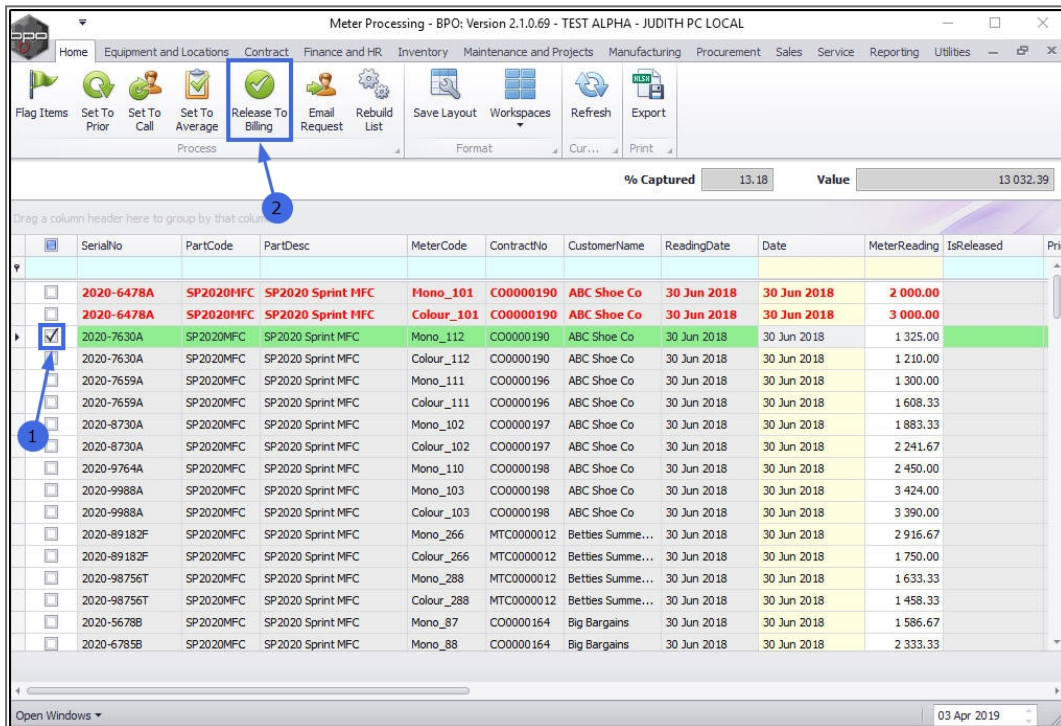 Meter Processing - BPO: Version 2.1.0.69 - TEST ALPHA - JUDITH PC LOCAL
bpo
Home Equipment and Locations Contract Finance and HR Inventory Maintenance and Projects Manufacturing Procurement Sales Service Reporting Utilities
Flag Items Set To Prior Set To Call Set To Average Release To Billing Email Request Rebuild List Save Layout Workspaces Refresh Export
Process Format Cur... Print
% Captured 13.18 Value 13 032.39
2
Drag a column header here to group by that colum
SerialNo PartCode PartDesc MeterCode ContractNo CustomerName ReadingDate Date MeterReading IsReleased Pri
2020-6478A SP2020MFC SP2020 Sprint MFC Mono_101 CO0000190 ABC Shoe Co 30 Jun 2018 30 Jun 2018 2 000.00
2020-6478A SP2020MFC SP2020 Sprint MFC Colour_101 CO0000190 ABC Shoe Co 30 Jun 2018 30 Jun 2018 3 000.00
2020-7630A SP2020MFC SP2020 Sprint MFC Mono_112 CO0000190 ABC Shoe Co 30 Jun 2018 30 Jun 2018 1 325.00
2020-7630A SP2020MFC SP2020 Sprint MFC Colour_112 CO0000190 ABC Shoe Co 30 Jun 2018 30 Jun 2018 1 210.00
2020-7659A SP2020MFC SP2020 Sprint MFC Mono_111 CO0000196 ABC Shoe Co 30 Jun 2018 30 Jun 2018 1 300.00
2020-7659A SP2020MFC SP2020 Sprint MFC Colour_111 CO0000196 ABC Shoe Co 30 Jun 2018 30 Jun 2018 1 608.33
2020-8730A SP2020MFC SP2020 Sprint MFC Mono_102 CO0000197 ABC Shoe Co 30 Jun 2018 30 Jun 2018 1 883.33
1
2020-8730A SP2020MFC SP2020 Sprint MFC Colour_102 CO0000197 ABC Shoe Co 30 Jun 2018 30 Jun 2018 2 241.67
2020-9764A SP2020MFC SP2020 Sprint MFC Mono_110 CO0000198 ABC Shoe Co 30 Jun 2018 30 Jun 2018 2 450.00
2020-9988A SP2020MFC SP2020 Sprint MFC Mono_103 CO0000198 ABC Shoe Co 30 Jun 2018 30 Jun 2018 3 424.00
2020-9988A SP2020MFC SP2020 Sprint MFC Colour_103 CO0000198 ABC Shoe Co 30 Jun 2018 30 Jun 2018 3 390.00
2020-89182F SP2020MFC SP2020 Sprint MFC Mono_266 MTC0000012 Betties Summe... 30 Jun 2018 30 Jun 2018 2 916.67
2020-89182F SP2020MFC SP2020 Sprint MFC Colour_266 MTC0000012 Betties Summe... 30 Jun 2018 30 Jun 2018 1 750.00
2020-98756T SP2020MFC SP2020 Sprint MFC Mono_288 MTC0000012 Betties Summe... 30 Jun 2018 30 Jun 2018 1 633.33
2020-98756T SP2020MFC SP2020 Sprint MFC Colour_288 MTC0000012 Betties Summe... 30 Jun 2018 30 Jun 2018 1 458.33
2020-5678B SP2020MFC SP2020 Sprint MFC Mono_87 CO0000164 Big Bargains 30 Jun 2018 30 Jun 2018 1 586.67
2020-6785B SP2020MFC SP2020 Sprint MFC Mono_88 CO0000164 Big Bargains 30 Jun 2018 30 Jun 2018 2 333.33
Open Windows 03 Apr 2019